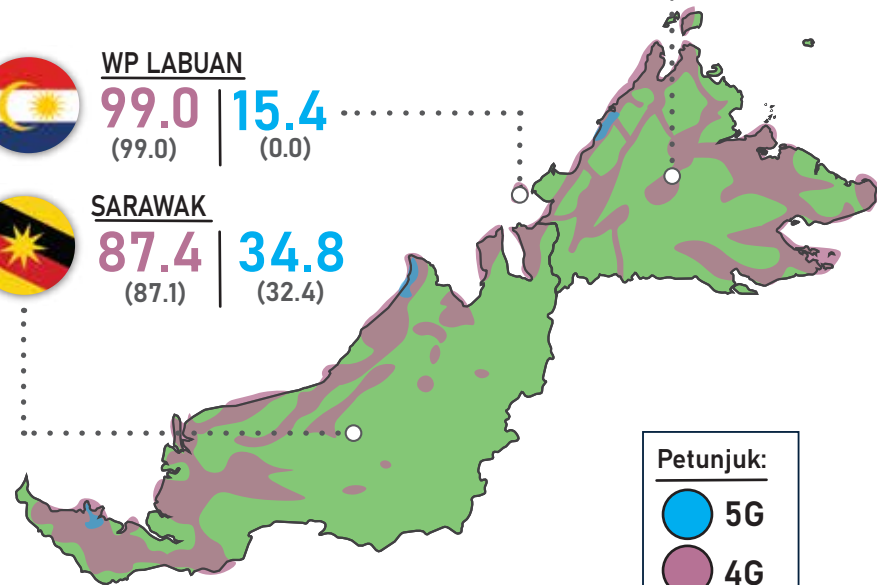 WP LABUAN
99.0 15.4
(99.0) (0.0)
SARAWAK
87.4 34.8
(87.1) (32.4)
Petunjuk:
5G
4G